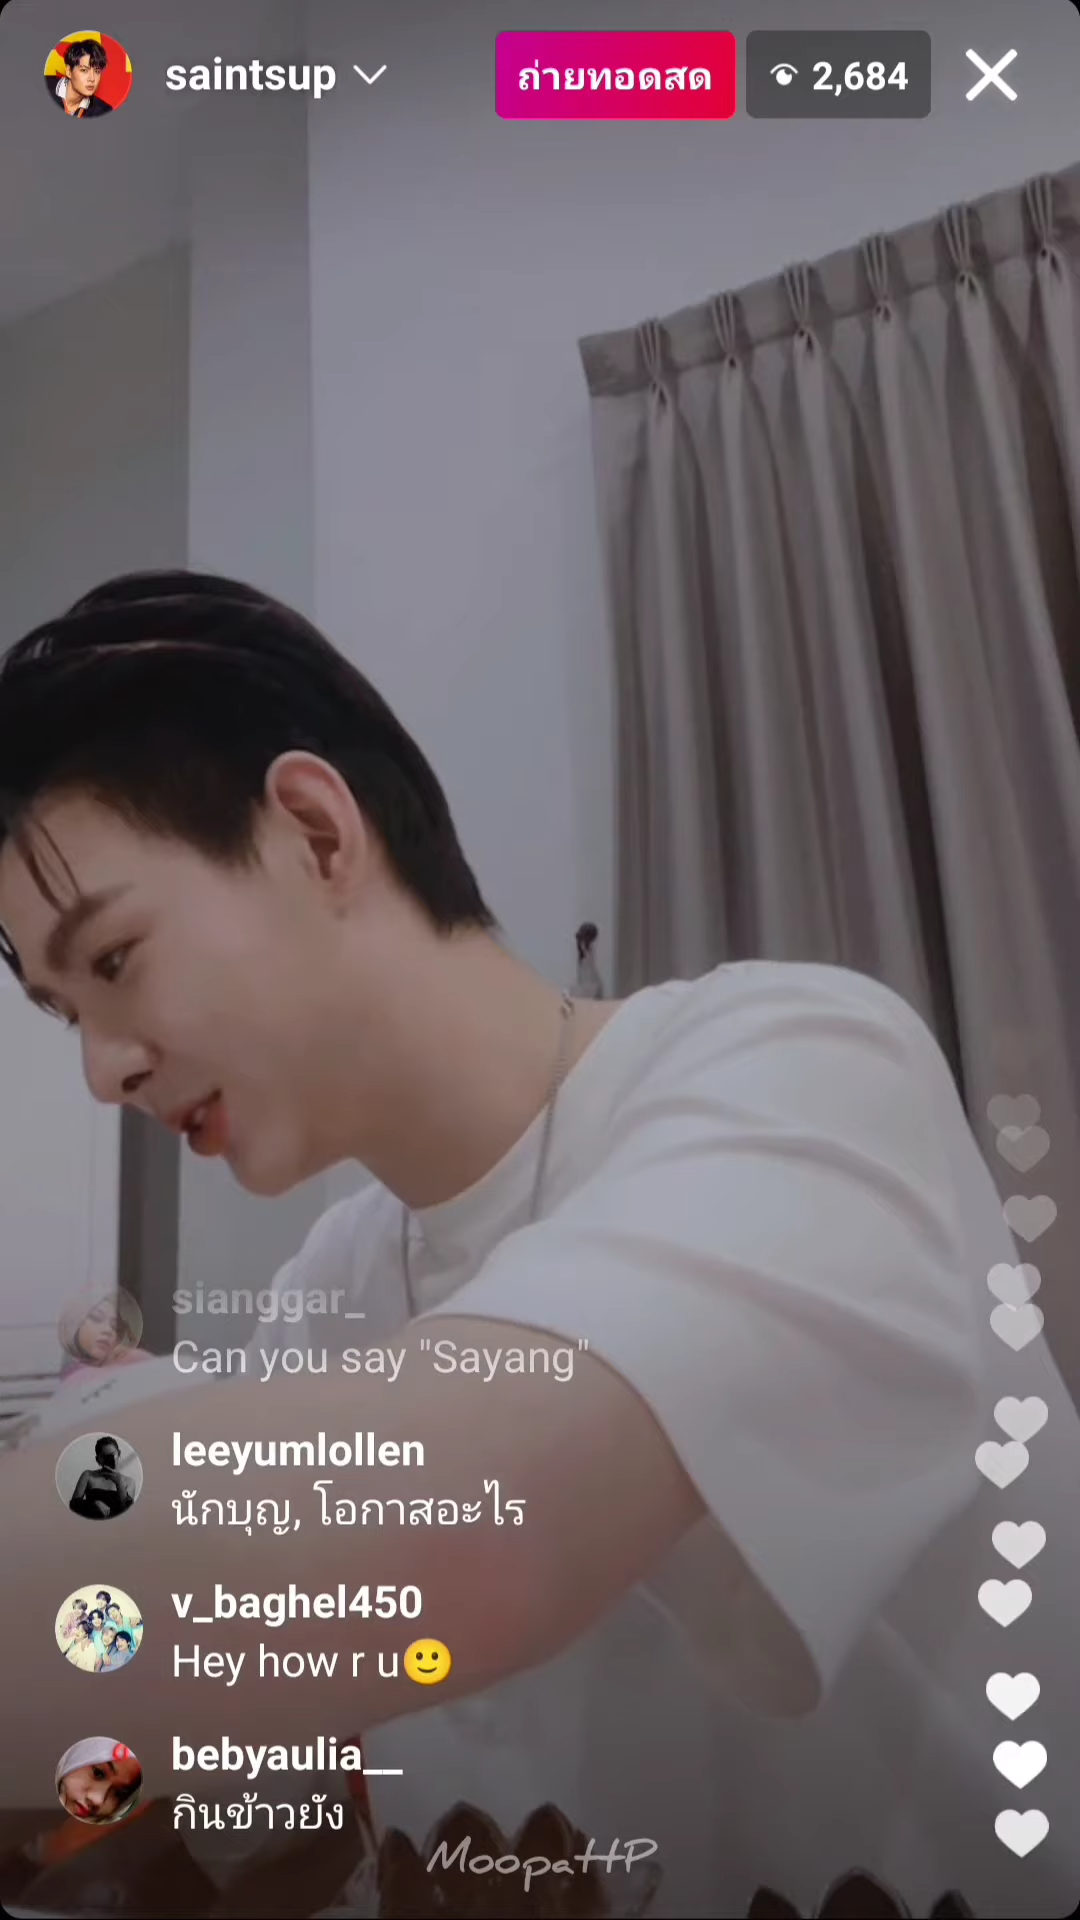 saintsup
ถ่ายทอดสด
2,684
sianggar_
Can you say "Sayang"
leeyumlollen
นักบุญ, โอกาสอะไร
v_baghel450
Hey how r u🙂
bebyaulia__
กินข้าวยัง
MoopaHP